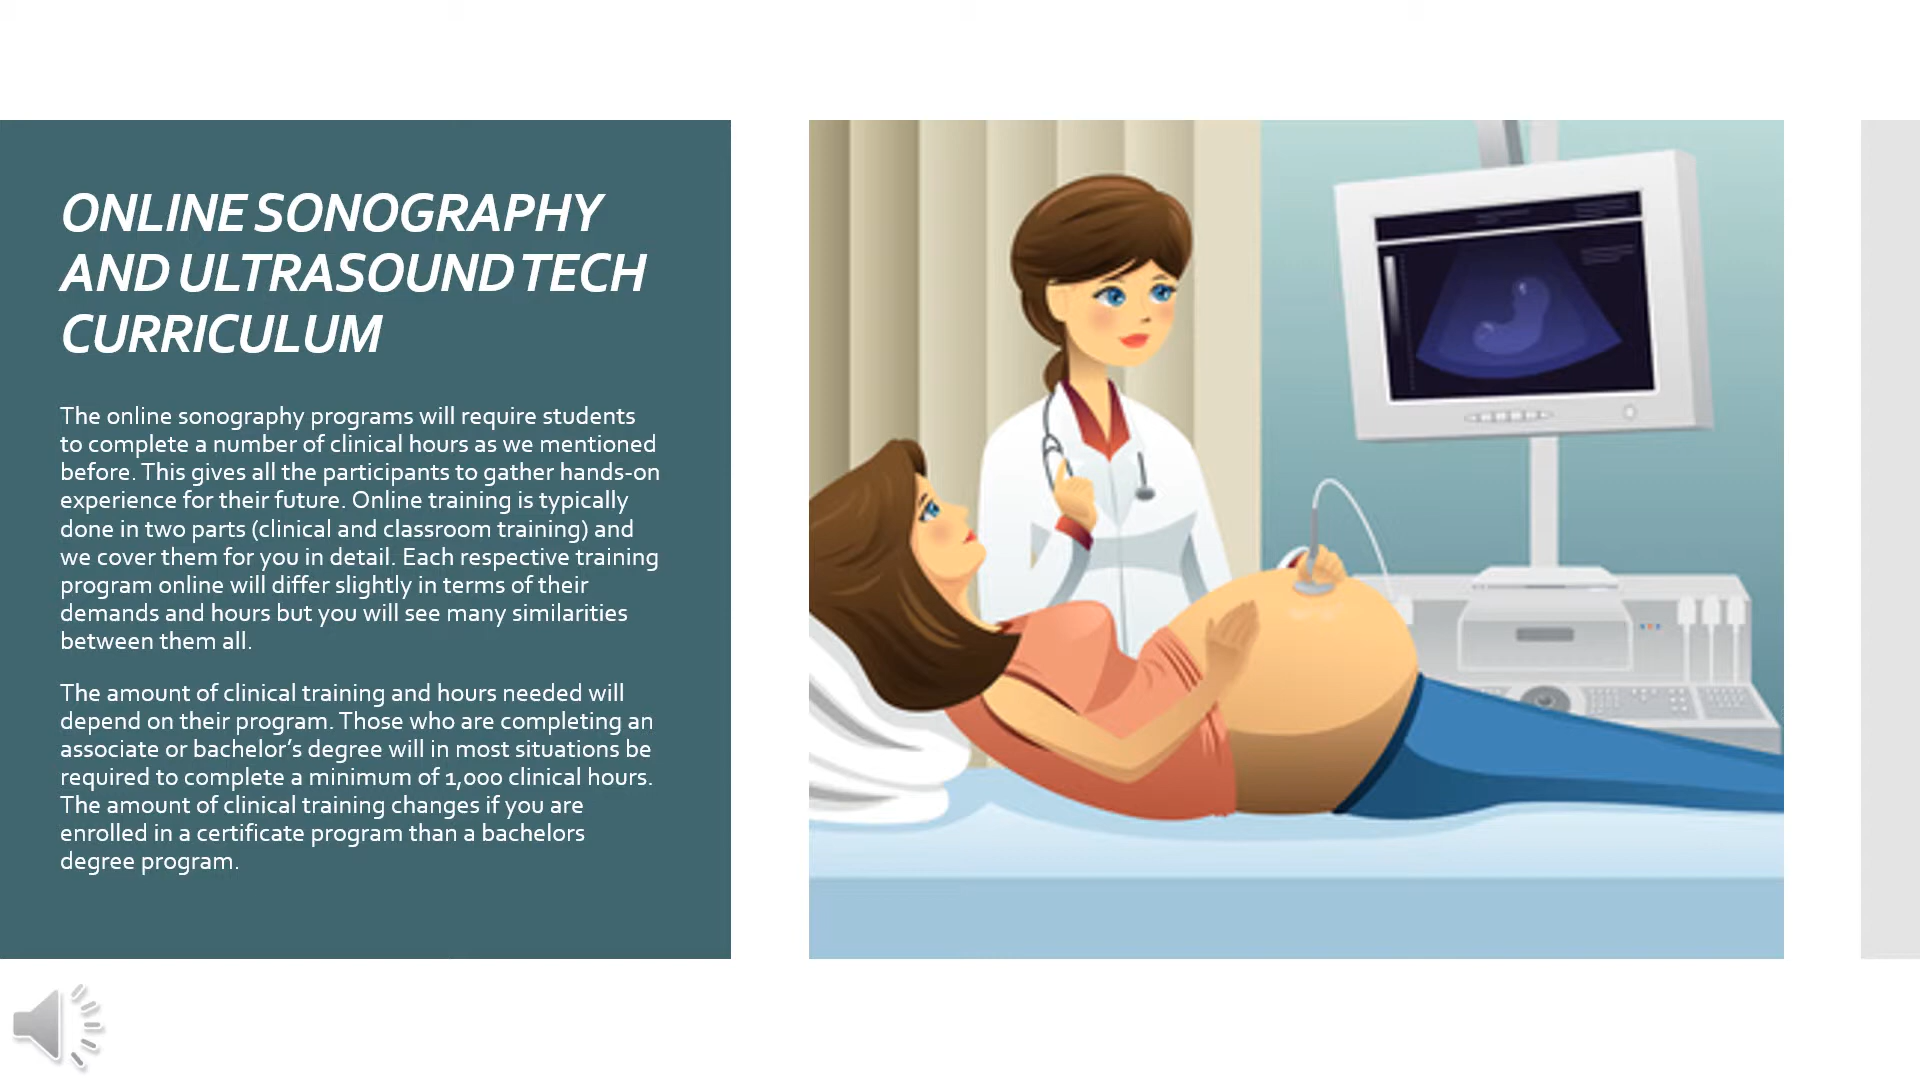 ONLINE SONOGRAPHY
AND ULTRASOUND TECH
CURRICULUM
The online sonography programs will require students
to complete a number of clinical hours as we mentioned
before. This gives all the participants to gather hands-on
experience for their future. Online training is typically
done in two parts (clinical and classroom training) and
we cover them for you in detail. Each respective training
program online will differ slightly in terms of their
demands and hours but you will see many similarities
between them all.
The amount of clinical training and hours needed will
depend on their program. Those who are completing an
associate or bachelor’s degree will in most situations be
required to complete a minimum of 1,000 clinical hours.
The amount of clinical training changes if you are
enrolled in a certificate program than a bachelors
degree program.